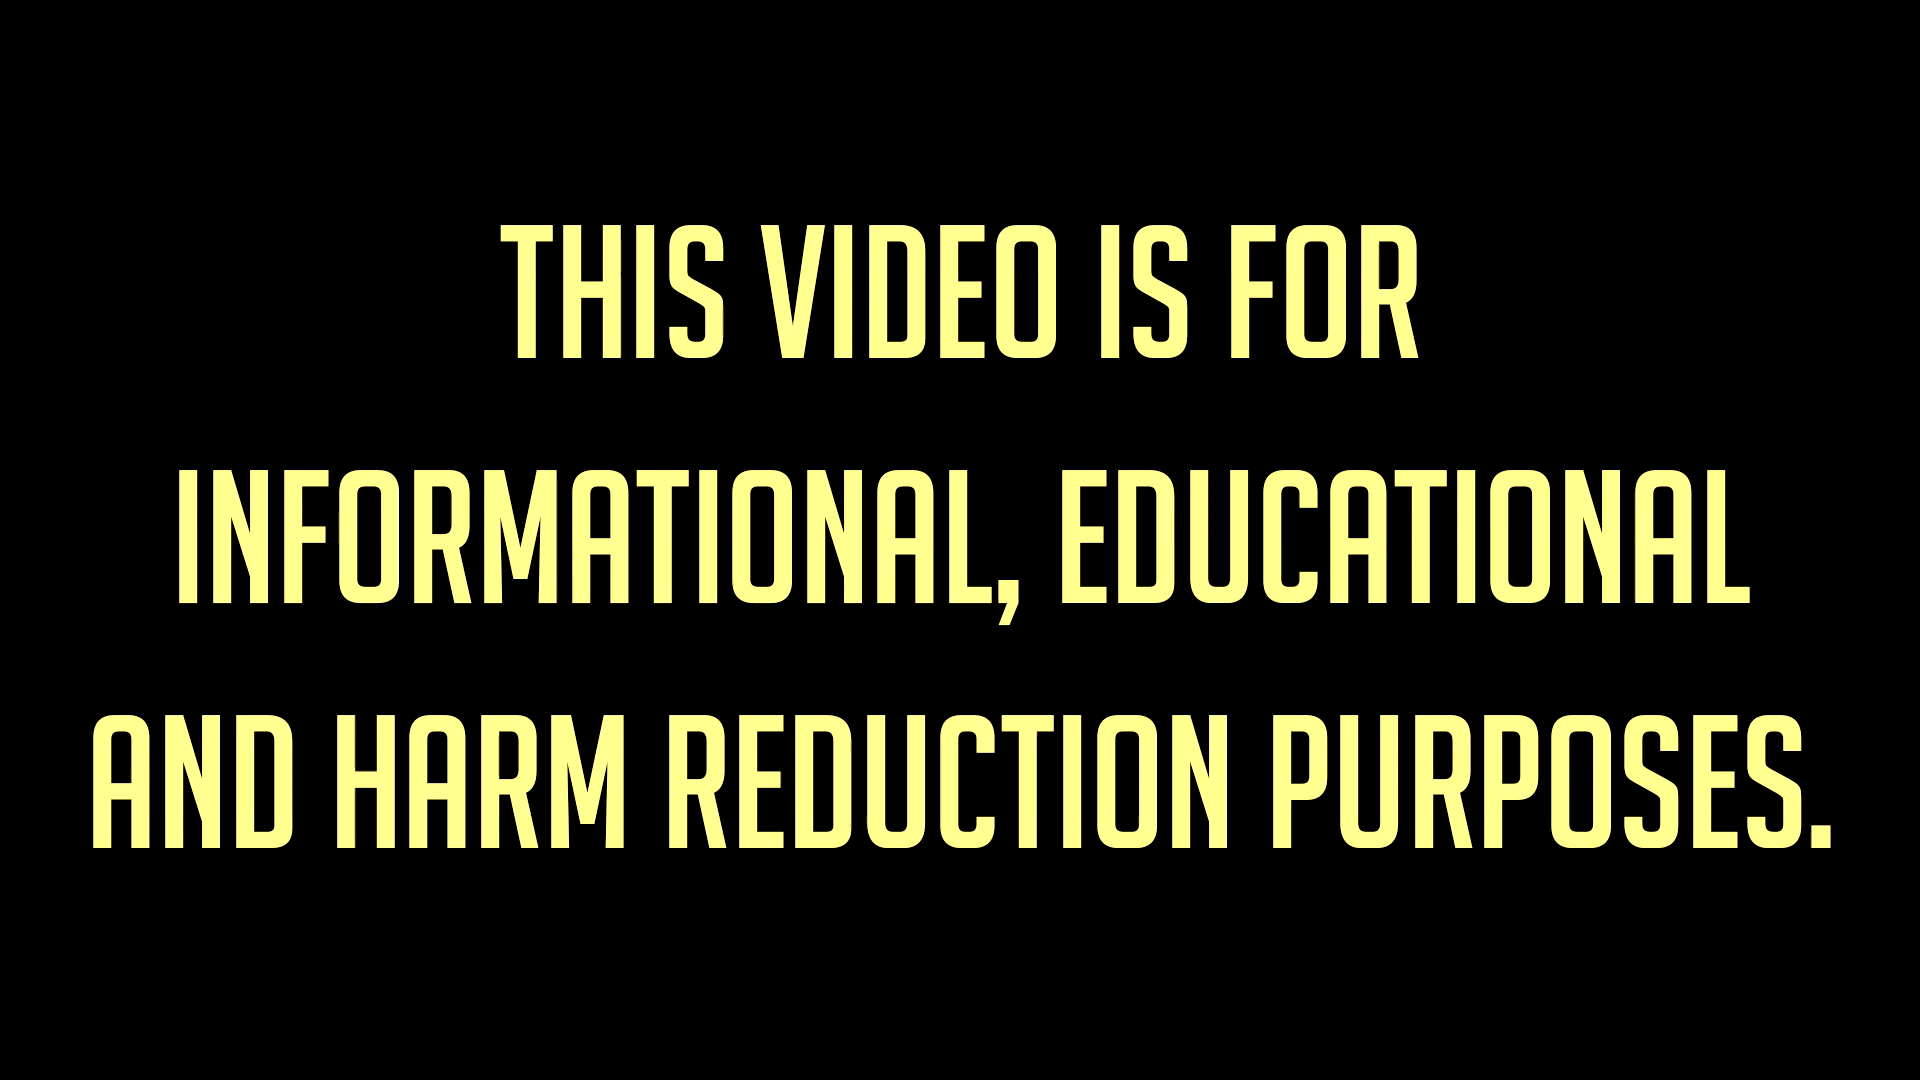 THIS VIDEO IS FOR
INFORMATIONAL, EDUCATIONAL
AND HARM REDUCTION PURPOSES.